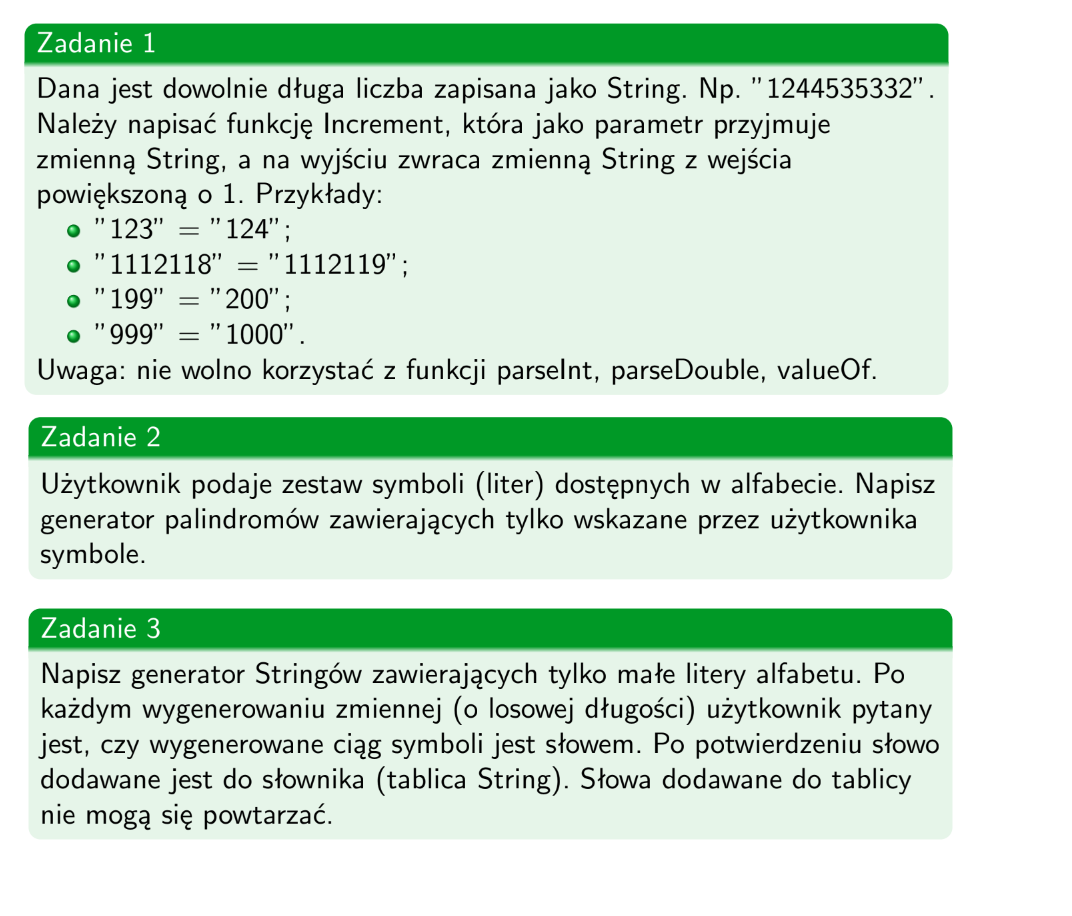 Zadanie 1
Dana jest dowolnie długa liczba zapisana jako String. Np. "1244535332".
Należy napisać funkcję Increment, która jako parametr przyjmuje
zmienną String, a na wyjściu zwraca zmienną String z wejścia
powiększoną o 1. Przykłady:
"123" = "124";
"1112118" = "1112119";
"199" = "200";
"999" = "1000".
Uwaga: nie wolno korzystać z funkcji parseInt, parseDouble, valueOf.
Zadanie 2
Użytkownik podaje zestaw symboli (liter) dostępnych w alfabecie. Napisz
generator palindromów zawierających tylko wskazane przez użytkownika
symbole.
Zadanie 3
Napisz generator Stringów zawierających tylko małe litery alfabetu. Po
każdym wygenerowaniu zmiennej (o losowej długości) użytkownik pytany
jest, czy wygenerowane ciąg symboli jest słowem. Po potwierdzeniu słowo
dodawane jest do słownika (tablica String). Słowa dodawane do tablicy
nie mogą się powtarzać.